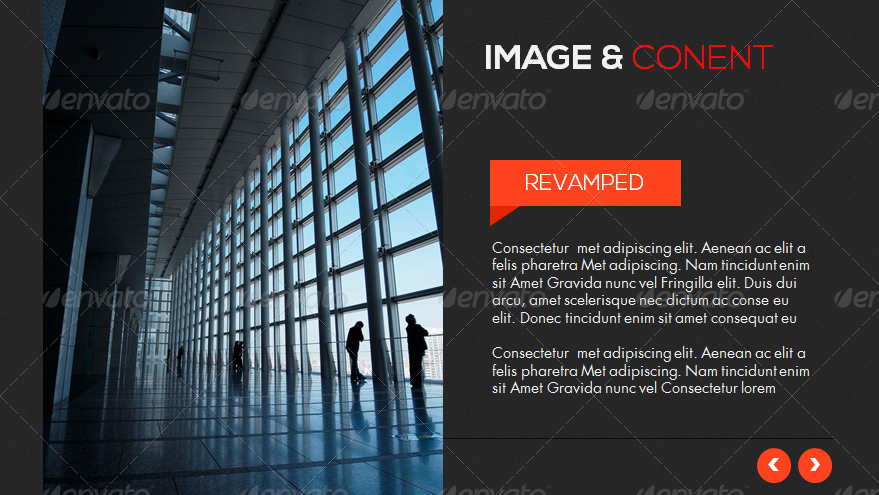 IMAGE & CONENT
REVAMPED
Consectetur met adipiscing elit. Aenean ac elit a
felis pharetra Met adipiscing. Nam tincidunt enim
sit Amet Gravida nunc vel Fringilla elit. Duis dui
arcu, amet scelerisque nec dictum ac conse eu
elit. Donec tincidunt enim sit amet consequat eu
Consectetur met adipiscing elit. Aenean ac elit a
felis pharetra Met adipiscing. Nam tincidunt enim
sit Amet Gravida nunc vel Consectetur lorem
envato
envato
envato
envato
envato
envato
envato
envato